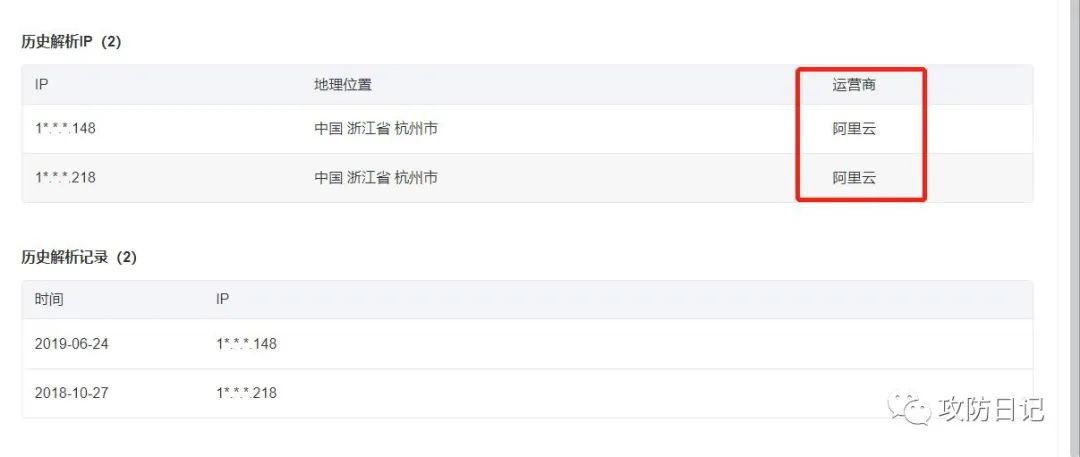 历史解析IP（2）
IP 地理位置 运营商
1*.*.*.148 中国 浙江省 杭州市 阿里云
1*.*.*.218 中国 浙江省 杭州市 阿里云
历史解析记录（2）
时间 IP
2019-06-24 1*.*.*.148
2018-10-27 1*.*.*.218
攻防日记